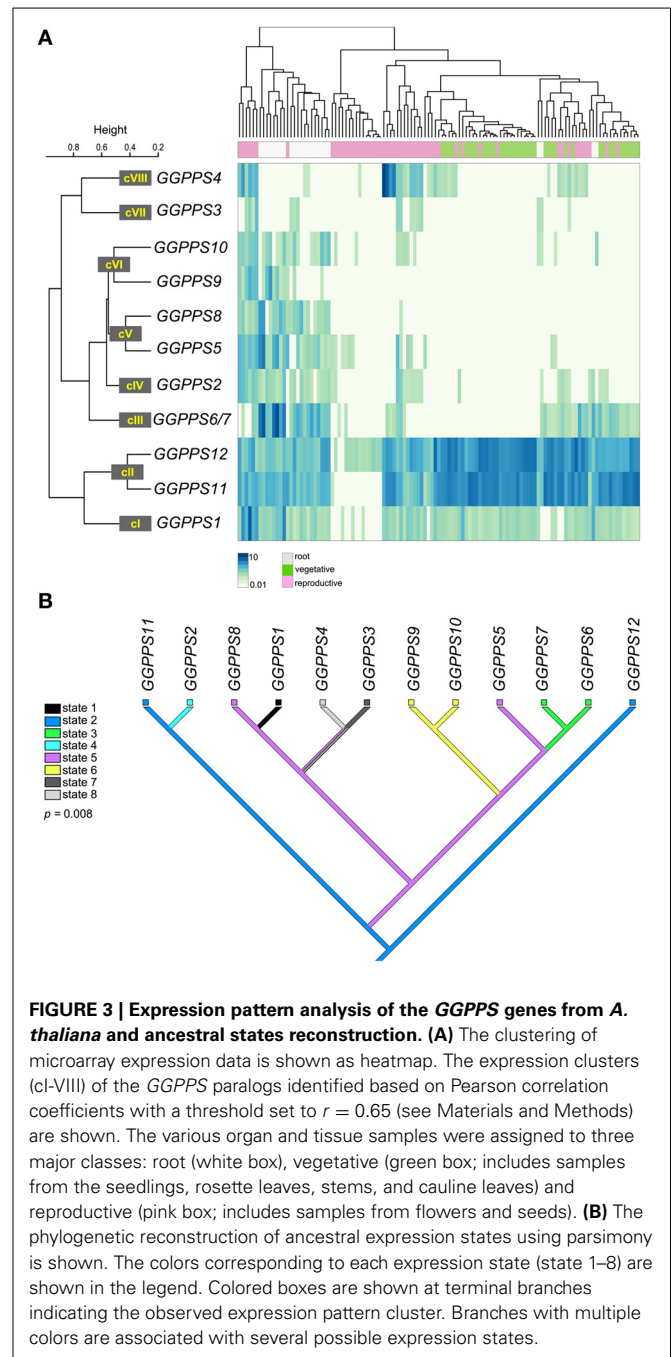 A
Height
0.8 0.6 0.4 0.2
cVIII GGPPS4
cVII GGPPS3
GGPPS10
cVI
GGPPS9
GGPPS8
cV
GGPPS5
cIV GGPPS2
cIII GGPPS6/7
GGPPS12
cII
GGPPS11
cI GGPPS1
10
0.01
root
vegetative
reproductive
B
GGPPS11 GGPPS2 GGPPS8 GGPPS1 GGPPS4 GGPPS3 GGPPS9 GGPPS10 GGPPS5 GGPPS7 GGPPS6 GGPPS12
state 1
state 2
state 3
state 4
state 5
state 6
state 7
state 8
p = 0.008
FIGURE 3 | Expression pattern analysis of the GGPPS genes from A.
thaliana and ancestral states reconstruction. (A) The clustering of
microarray expression data is shown as heatmap. The expression clusters
(cI-VIII) of the GGPPS paralogs identified based on Pearson correlation
coefficients with a threshold set to r = 0.65 (see Materials and Methods)
are shown. The various organ and tissue samples were assigned to three
major classes: root (white box), vegetative (green box; includes samples
from the seedlings, rosette leaves, stems, and cauline leaves) and
reproductive (pink box; includes samples from flowers and seeds). (B) The
phylogenetic reconstruction of ancestral expression states using parsimony
is shown. The colors corresponding to each expression state (state 1–8) are
shown in the legend. Colored boxes are shown at terminal branches
indicating the observed expression pattern cluster. Branches with multiple
colors are associated with several possible expression states.